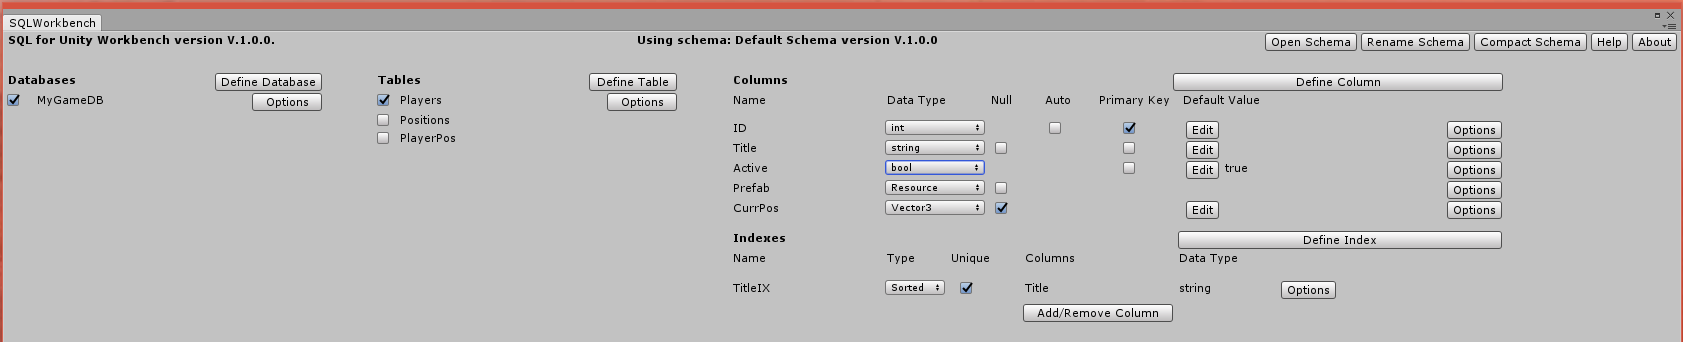 SQLWorkbench
SQL for Unity Workbench version V.1.0.0. Using schema: Default Schema version V.1.0.0 Open Schema Rename Schema Compact Schema Help About
Databases Define Database Tables Define Table Columns Define Column
MyGameDB Options Players Options Name Data Type Null Auto Primary Key Default Value
Positions
ID int Edit Options
PlayerPos
Title string Edit Options
Active bool Edit true Options
Prefab Resource Options
CurrPos Vector3 Edit Options
Indexes Define Index
Name Type Unique Columns Data Type
TitleIX Sorted Title string Options
Add/Remove Column